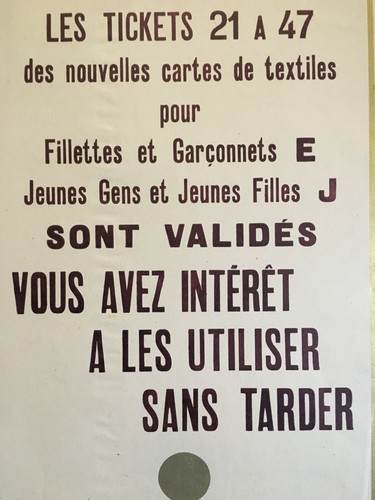 LES TICKETS 21 A 47
des nouvelles cartes de textiles
pour
Fillettes et Garçonnets E
Jeunes Gens et Jeunes Filles J
SONT VALIDÉS
VOUS AVEZ INTÉRÊT
A LES UTILISER
SANS TARDER